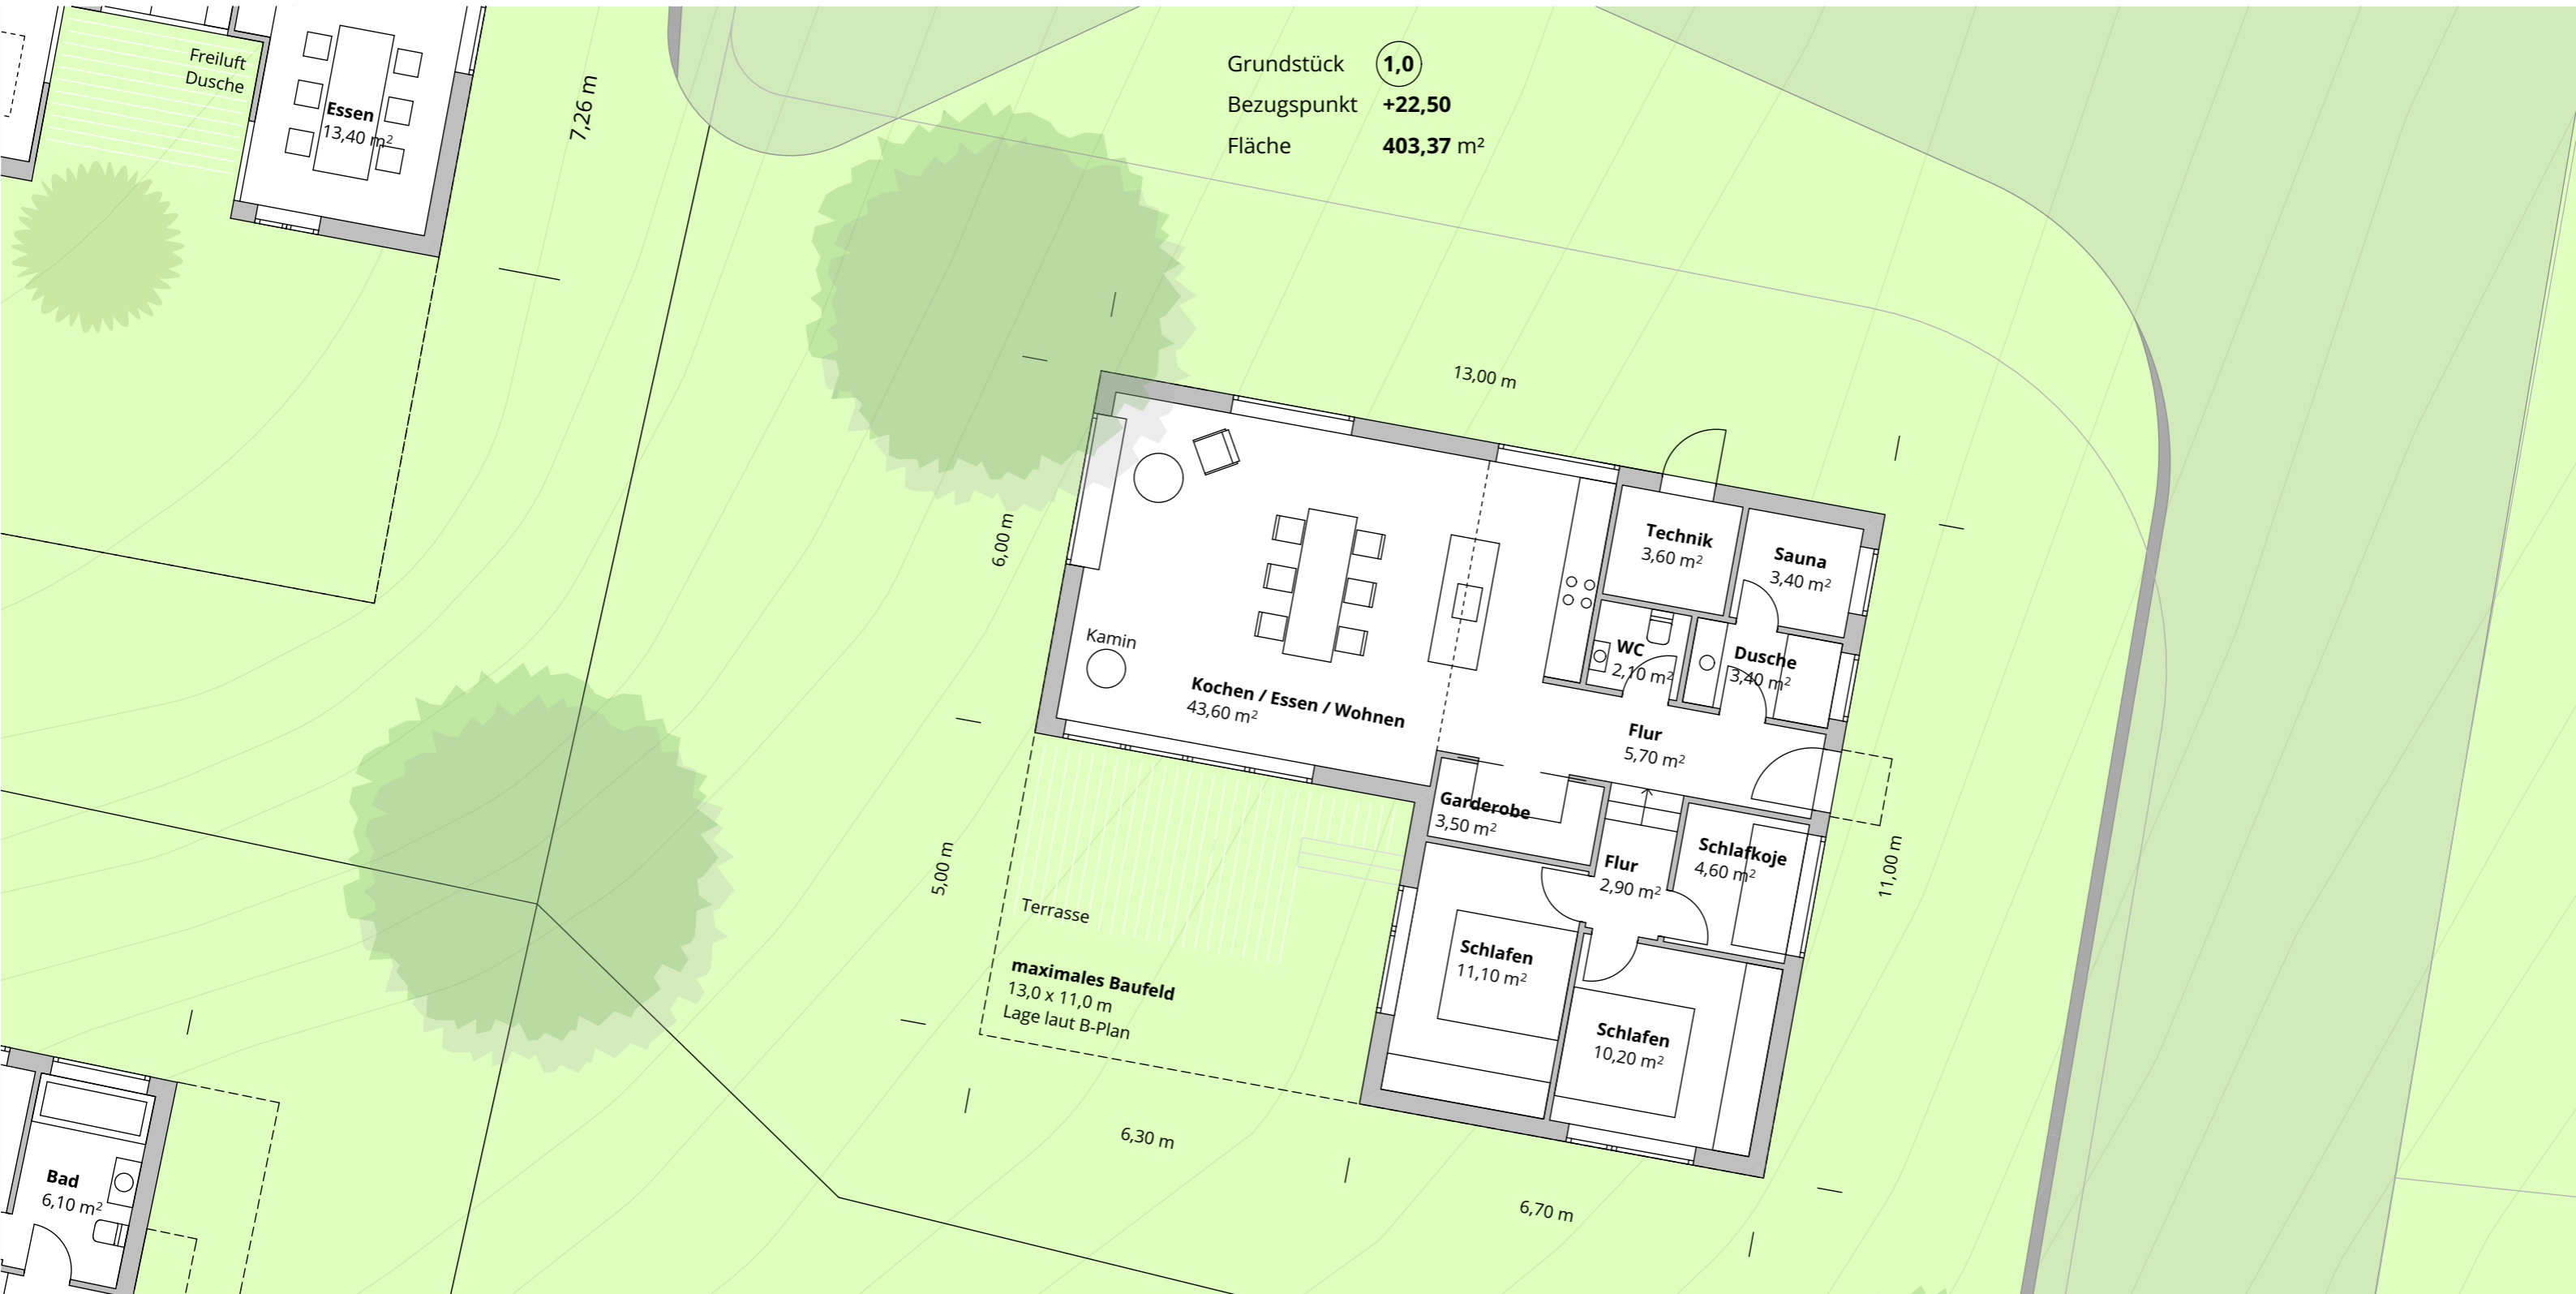 Freiluft
Dusche
Essen
13,40 m²
7,26 m
Grundstück 1,0
Bezugspunkt +22,50
Fläche 403,37 m²
13,00 m
6,00 m
Technik
3,60 m²
Sauna
3,40 m²
Kamin
WC
2,10 m²
Dusche
3,40 m²
Kochen / Essen / Wohnen
43,60 m²
Flur
5,70 m²
Garderobe
3,50 m²
Flur
2,90 m²
Schlafkoje
4,60 m²
5,00 m
11,00 m
Terrasse
maximales Baufeld
13,0 x 11,0 m
Lage laut B-Plan
Schlafen
11,10 m²
Schlafen
10,20 m²
6,30 m
6,70 m
Bad
6,10 m²